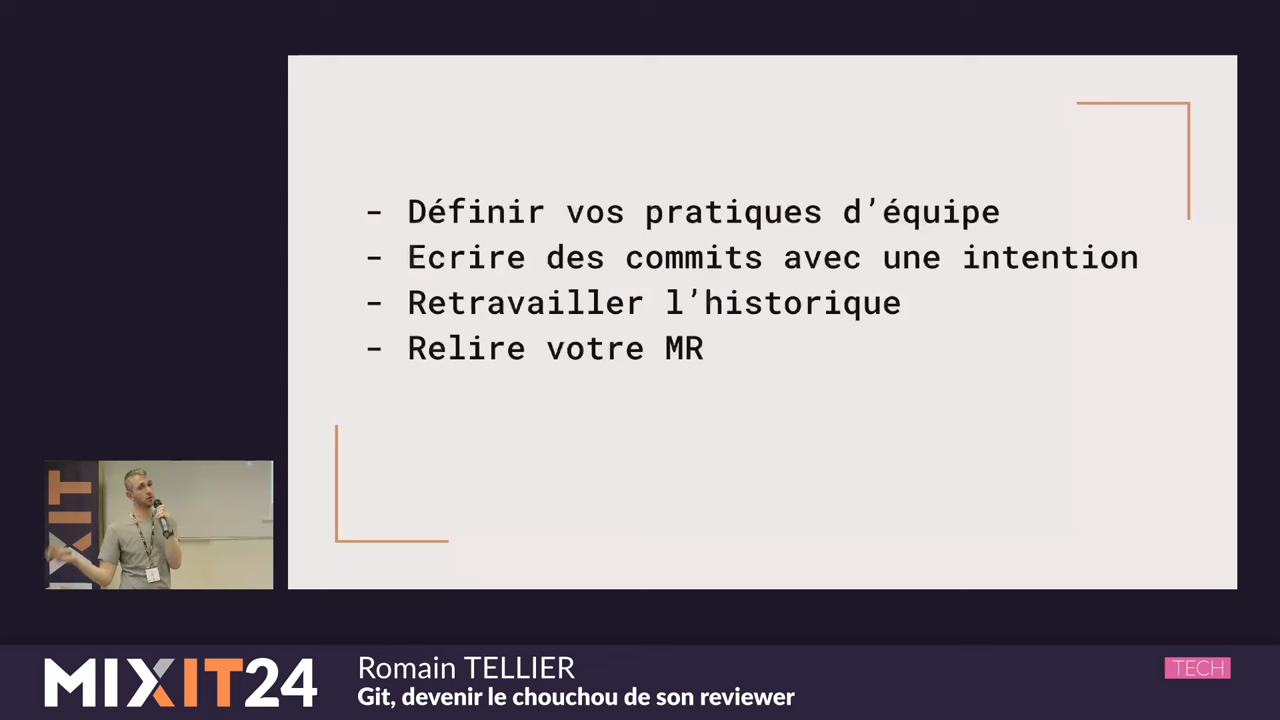 - Définir vos pratiques d’équipe
- Ecrire des commits avec une intention
- Retravailler l’historique
- Relire votre MR
XIT
MIXIT24
Romain TELLIER
Git, devenir le chouchou de son reviewer
TECH